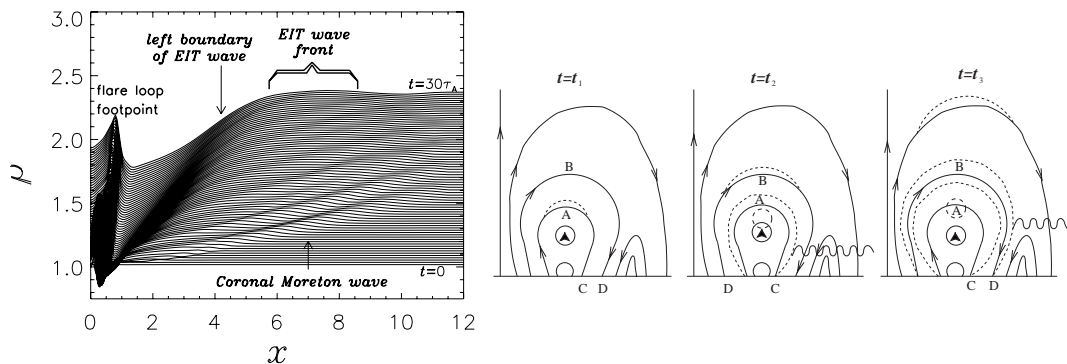 3.0
2.5
2.0
1.5
1.0
ρ
0 2 4 6 8 10 12
x
flare loop
footpoint
left boundary
of EIT wave
EIT wave
front
t=30τA
t=0
Coronal Moreton wave
t=t1
B
A
C D
t=t2
B
A
D C
t=t3
B
A
C D